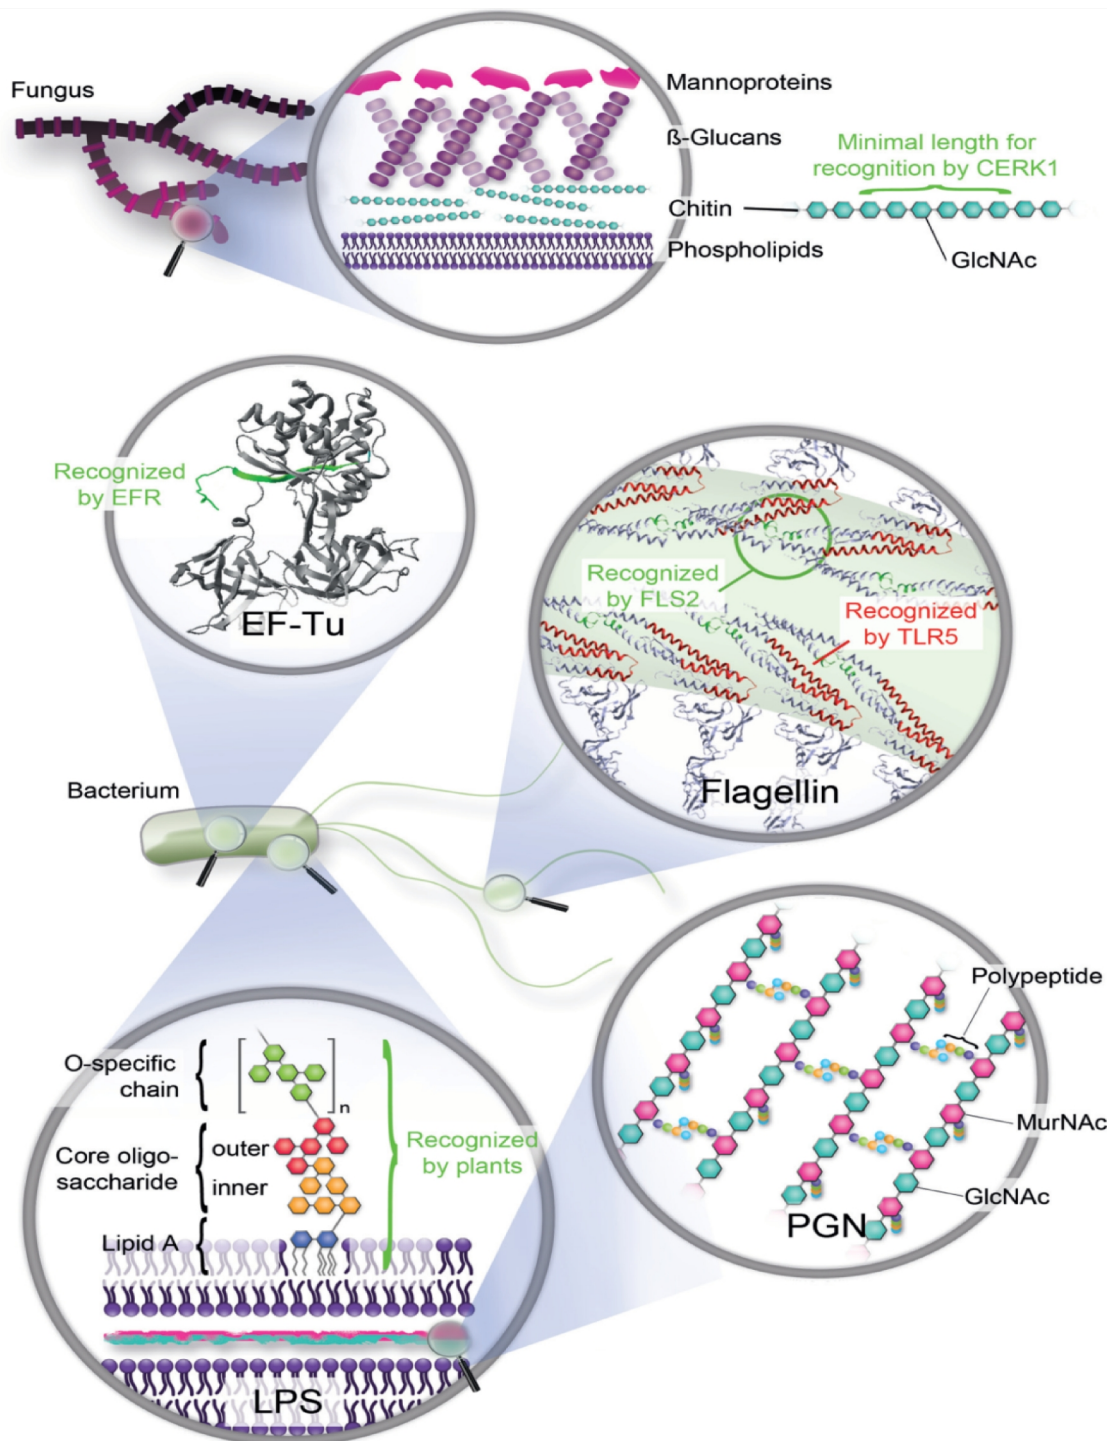 Fungus
Mannoproteins
ß-Glucans
Minimal length for
recognition by CERK1
Chitin
Phospholipids
GlcNAc
Recognized
by EFR
EF-Tu
Recognized
by FLS2
Recognized
by TLR5
Flagellin
Bacterium
Polypeptide
MurNAc
GlcNAc
PGN
O-specific
chain
n
Core oligo-
saccharide
outer
inner
Recognized
by plants
Lipid A
LPS